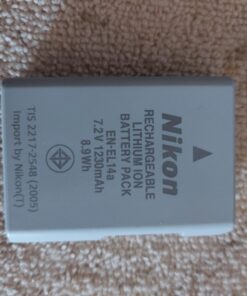 Nikon
RECHARGEABLE
LITHIUM ION
BATTERY PACK
EN-EL14a
7.2V 1230mAh
8.9Wh
TIS 2217-2548 (2005)
Import by Nikon(T)